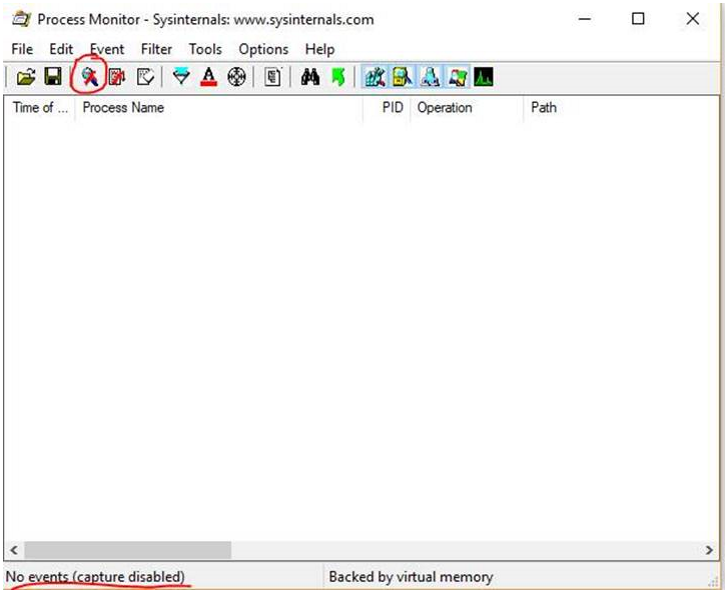 Process Monitor - Sysinternals: www.sysinternals.com
File Edit Event Filter Tools Options Help
Time of ... Process Name PID Operation Path
No events (capture disabled) Backed by virtual memory